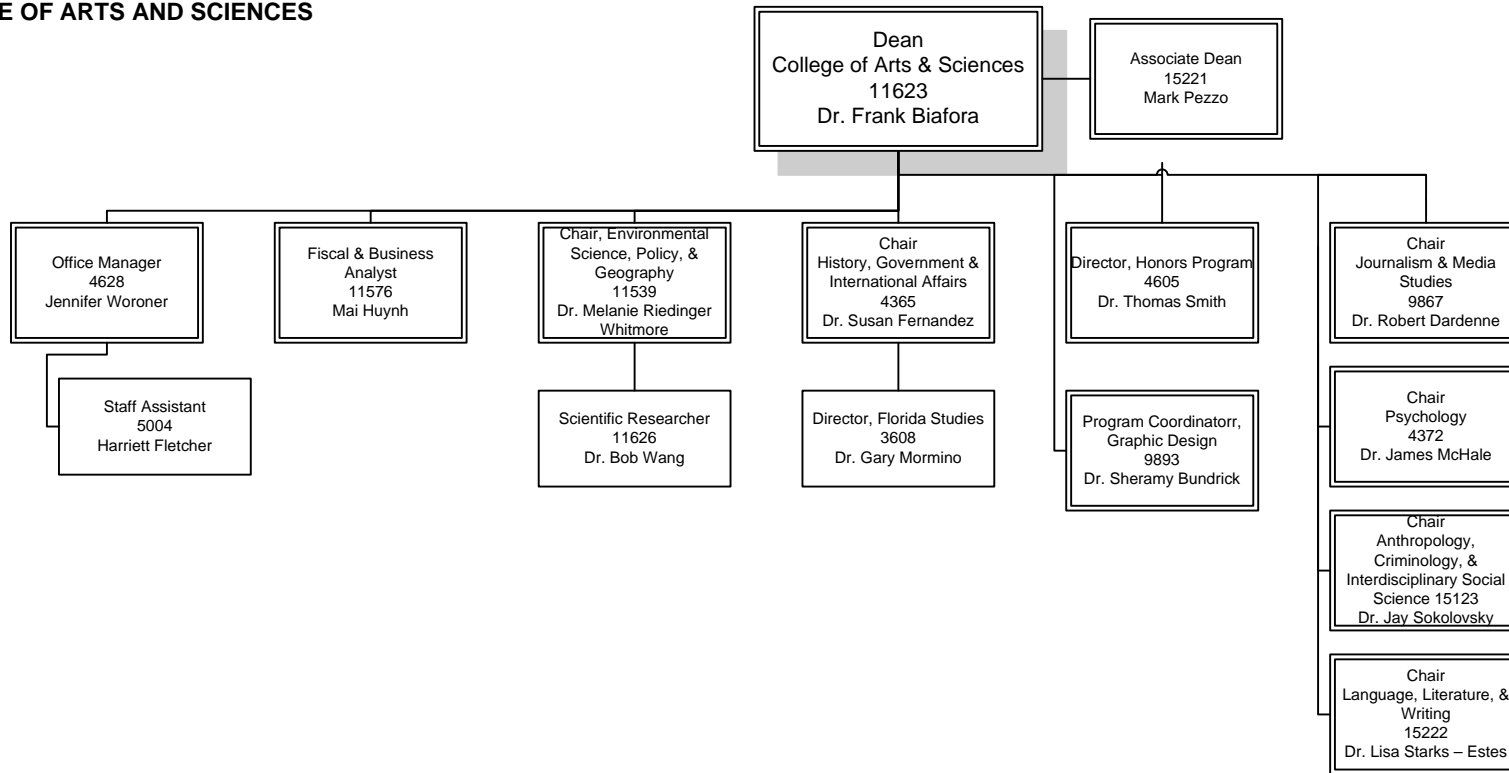 E OF ARTS AND SCIENCES
Dean
College of Arts & Sciences
11623
Dr. Frank Biafora
Associate Dean
15221
Mark Pezzo
Office Manager
4628
Jennifer Woroner
Fiscal & Business
Analyst
11576
Mai Huynh
Chair, Environmental
Science, Policy, &
Geography
11539
Dr. Melanie Riedinger
Whitmore
Chair
History, Government &
International Affairs
4365
Dr. Susan Fernandez
Director, Honors Program
4605
Dr. Thomas Smith
Chair
Journalism & Media
Studies
9867
Dr. Robert Dardenne
Staff Assistant
5004
Harriett Fletcher
Scientific Researcher
11626
Dr. Bob Wang
Director, Florida Studies
3608
Dr. Gary Mormino
Program Coordinatorr,
Graphic Design
9893
Dr. Sheramy Bundrick
Chair
Psychology
4372
Dr. James McHale
Chair
Anthropology,
Criminology, &
Interdisciplinary Social
Science 15123
Dr. Jay Sokolovsky
Chair
Language, Literature, &
Writing
15222
Dr. Lisa Starks – Estes